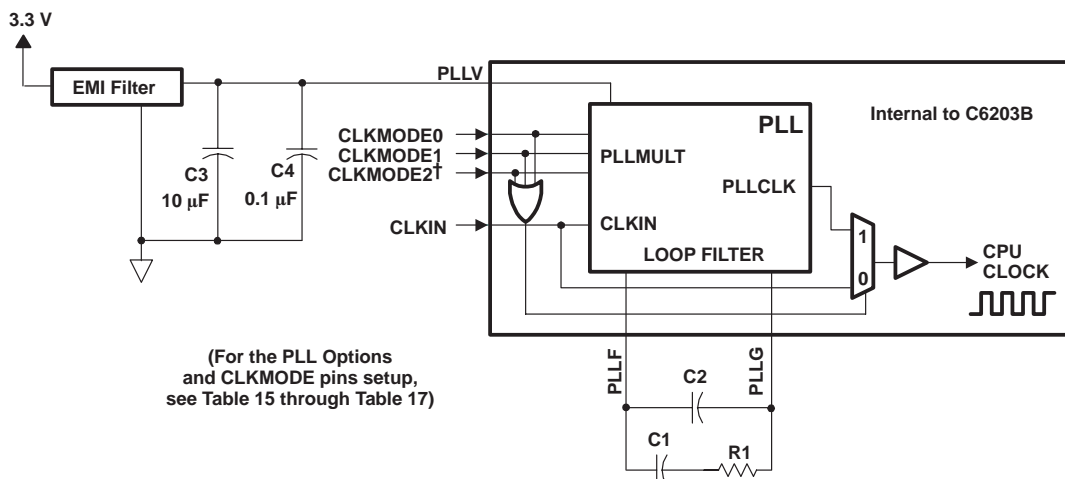 3.3 V
EMI Filter
PLLV
C3
10 μF
C4
0.1 μF
CLKMODE0
CLKMODE1
CLKMODE2†
CLKIN
PLL
PLLMULT
PLLCLK
CLKIN
LOOP FILTER
Internal to C6203B
1
0
CPU
CLOCK
(For the PLL Options
and CLKMODE pins setup,
see Table 15 through Table 17)
PLLF
PLLG
C2
C1
R1